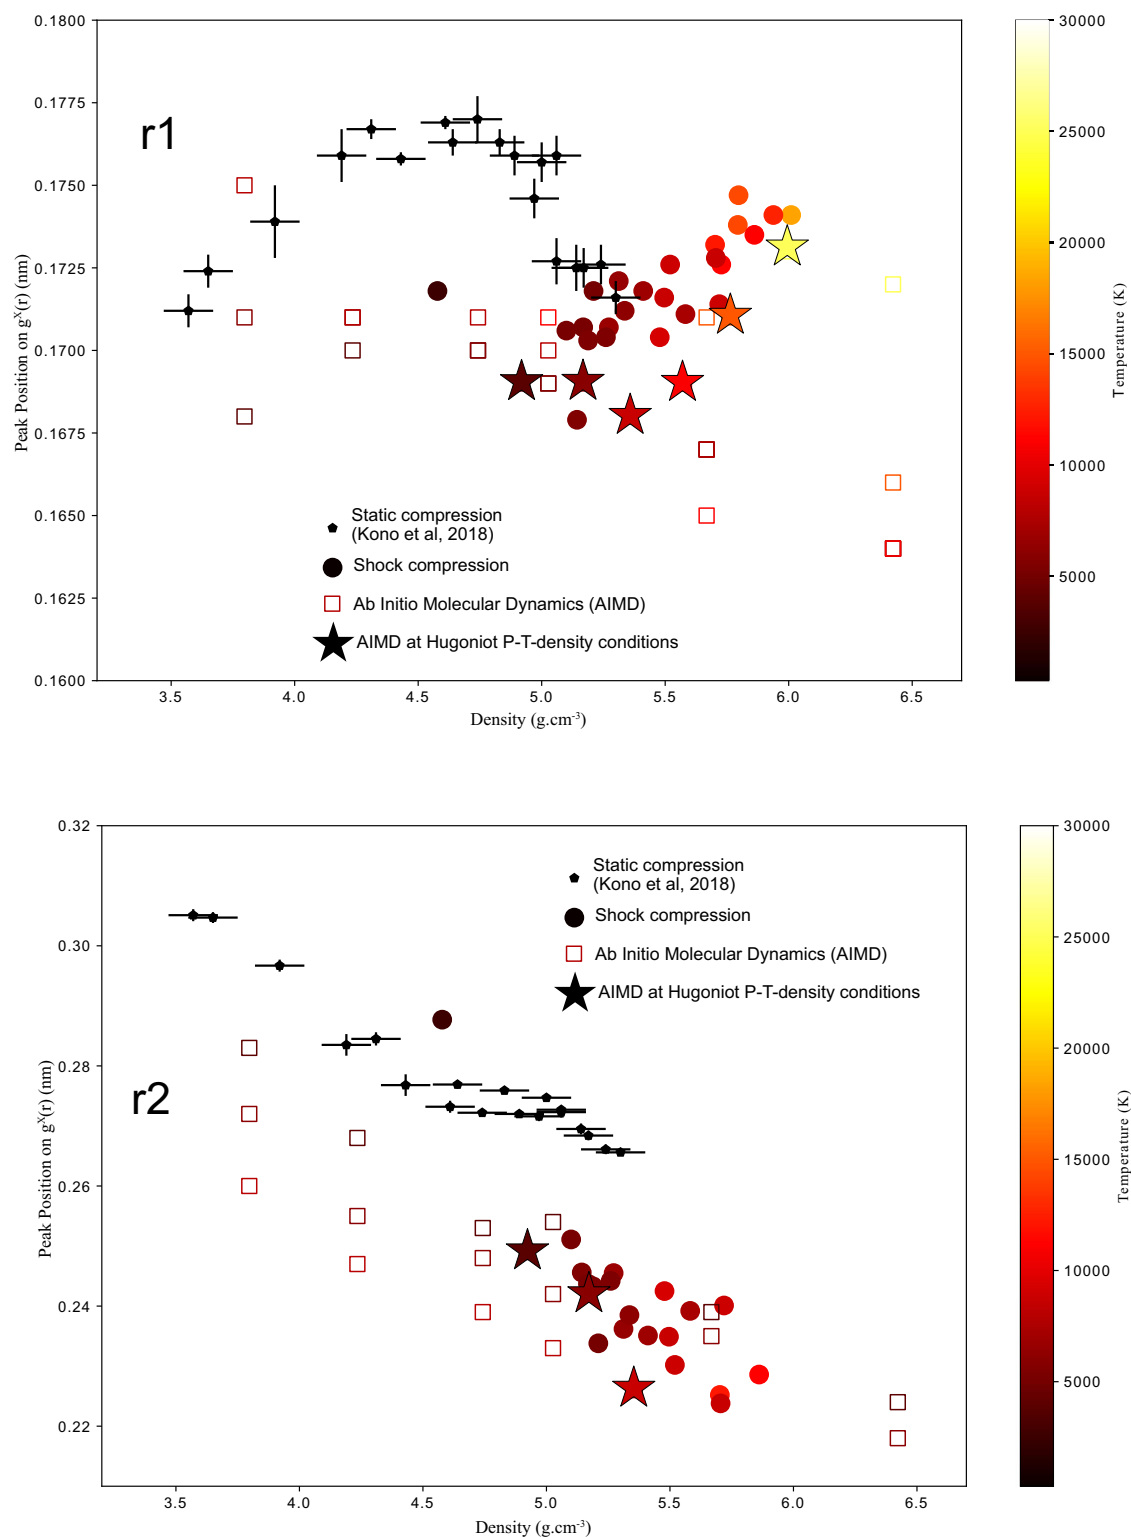 0.1800
0.1775
0.1750
0.1725
0.1700
0.1675
0.1650
0.1625
0.1600
Peak Position on gˣ(r) (nm)
r1
Static compression
(Kono et al, 2018)
Shock compression
Ab Initio Molecular Dynamics (AIMD)
AIMD at Hugoniot P-T-density conditions
3.5 4.0 4.5 5.0 5.5 6.0 6.5
Density (g.cm⁻³)
30000
25000
20000
15000
10000
5000
Temperature (K)
0.32
0.30
0.28
0.26
0.24
0.22
Peak Position on gˣ(r) (nm)
r2
Static compression
(Kono et al, 2018)
Shock compression
Ab Initio Molecular Dynamics (AIMD)
AIMD at Hugoniot P-T-density conditions
3.5 4.0 4.5 5.0 5.5 6.0 6.5
Density (g.cm⁻³)
30000
25000
20000
15000
10000
5000
Temperature (K)